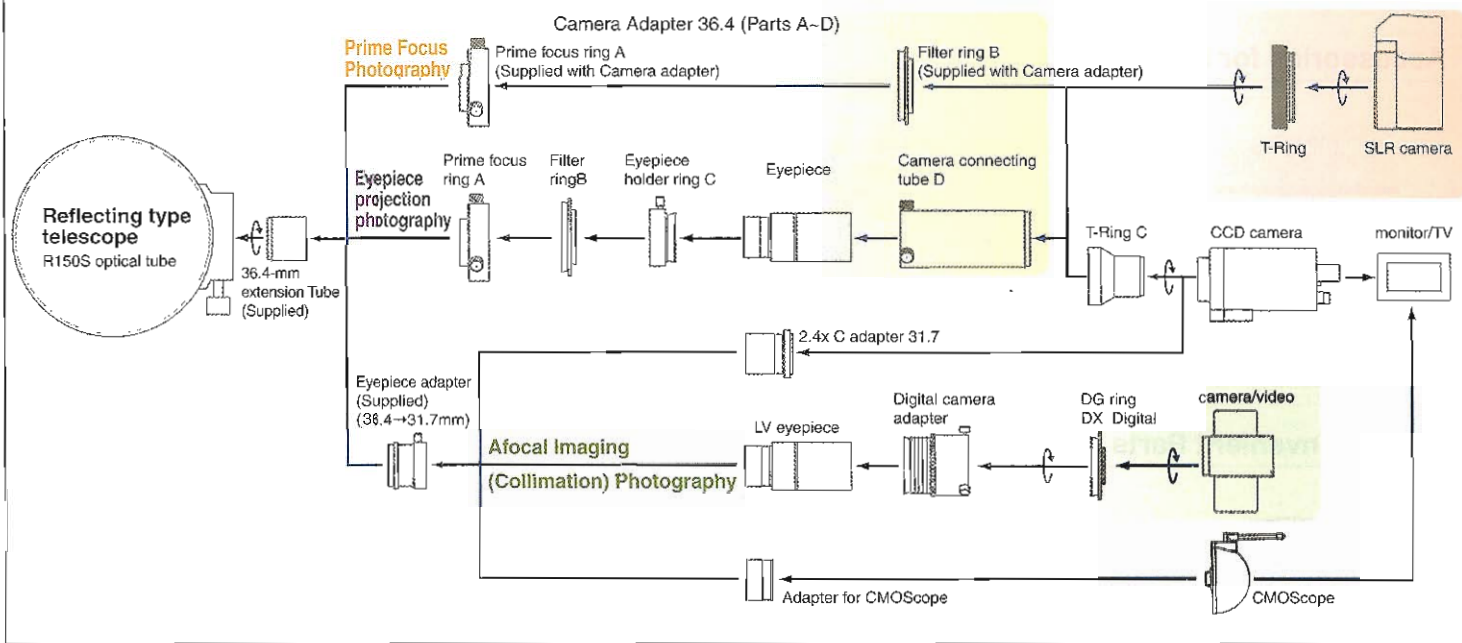 Camera Adapter 36.4 (Parts A~D)
Prime Focus
Photography
Prime focus ring A
(Supplied with Camera adapter)
Filter ring B
(Supplied with Camera adapter)
T-Ring
SLR camera
Reflecting type
telescope
R150S optical tube
36.4-mm
extension Tube
(Supplied)
Eyepiece
projection
photography
Prime focus
ring A
Filter
ringB
Eyepiece
holder ring C
Eyepiece
Camera connecting
tube D
T-Ring C
CCD camera
monitor/TV
2.4x C adapter 31.7
Eyepiece adapter
(Supplied)
(36.4→31.7mm)
Afocal Imaging
(Collimation) Photography
LV eyepiece
Digital camera
adapter
DG ring
DX Digital
camera/video
Adapter for CMOScope
CMOScope